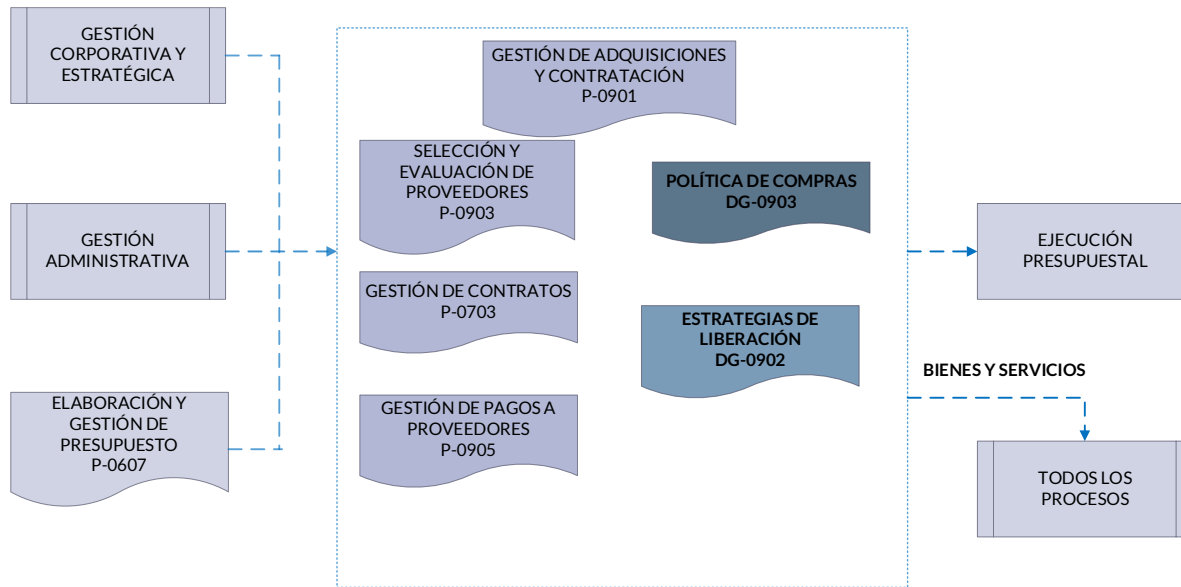 GESTIÓN
CORPORATIVA Y
ESTRATÉGICA
GESTIÓN
ADMINISTRATIVA
ELABORACIÓN Y
GESTIÓN DE
PRESUPUESTO
P-0607
GESTIÓN DE ADQUISICIONES
Y CONTRATACIÓN
P-0901
SELECCIÓN Y
EVALUACIÓN DE
PROVEEDORES
P-0903
GESTIÓN DE CONTRATOS
P-0703
GESTIÓN DE PAGOS A
PROVEEDORES
P-0905
POLÍTICA DE COMPRAS
DG-0903
ESTRATEGIAS DE
LIBERACIÓN
DG-0902
EJECUCIÓN
PRESUPUESTAL
BIENES Y SERVICIOS
TODOS LOS
PROCESOS